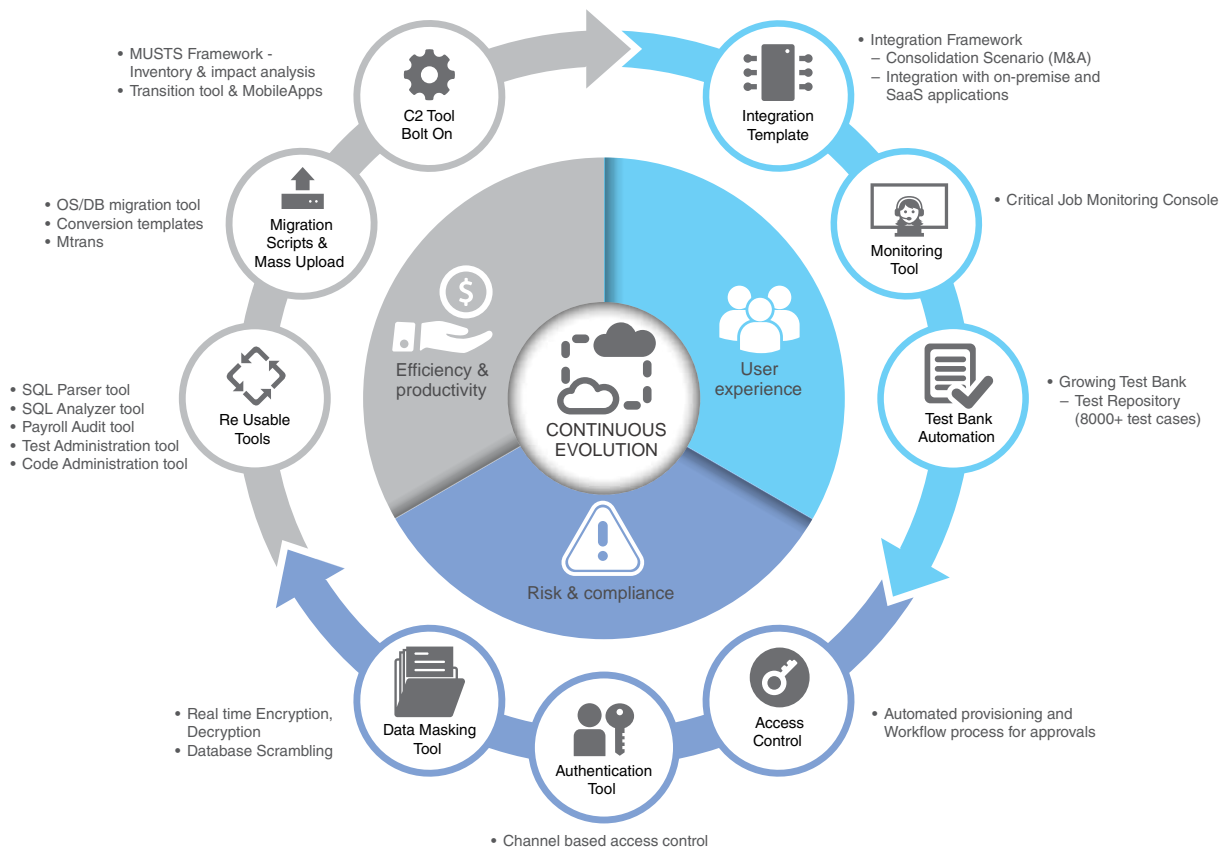 • MUSTS Framework -
Inventory & impact analysis
• Transition tool & MobileApps
C2 Tool
Bolt On
Integration
Template
• Integration Framework
– Consolidation Scenario (M&A)
– Integration with on-premise and
SaaS applications
• OS/DB migration tool
• Conversion templates
• Mtrans
Migration
Scripts &
Mass Upload
Monitoring
Tool
• Critical Job Monitoring Console
$
Efficiency &
productivity
User
experience
CONTINUOUS
EVOLUTION
Risk & compliance
• SQL Parser tool
• SQL Analyzer tool
• Payroll Audit tool
• Test Administration tool
• Code Administration tool
Re Usable
Tools
Test Bank
Automation
• Growing Test Bank
– Test Repository
(8000+ test cases)
• Real time Encryption,
Decryption
• Database Scrambling
Data Masking
Tool
Authentication
Tool
Access
Control
• Automated provisioning and
Workflow process for approvals
• Channel based access control